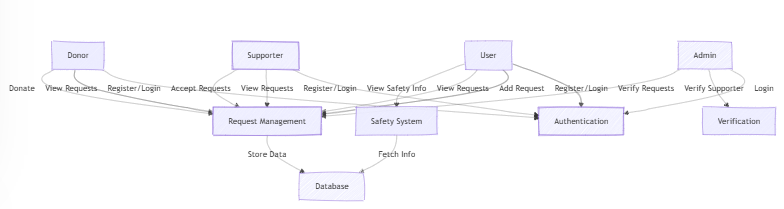 Donor Supporter User Admin
Donate View Requests Register/Login Accept Requests View Requests Register/Login View Safety Info View Requests Add Request Register/Login Verify Requests Verify Supporter Login
Request Management Safety System Authentication Verification
Store Data Fetch Info
Database